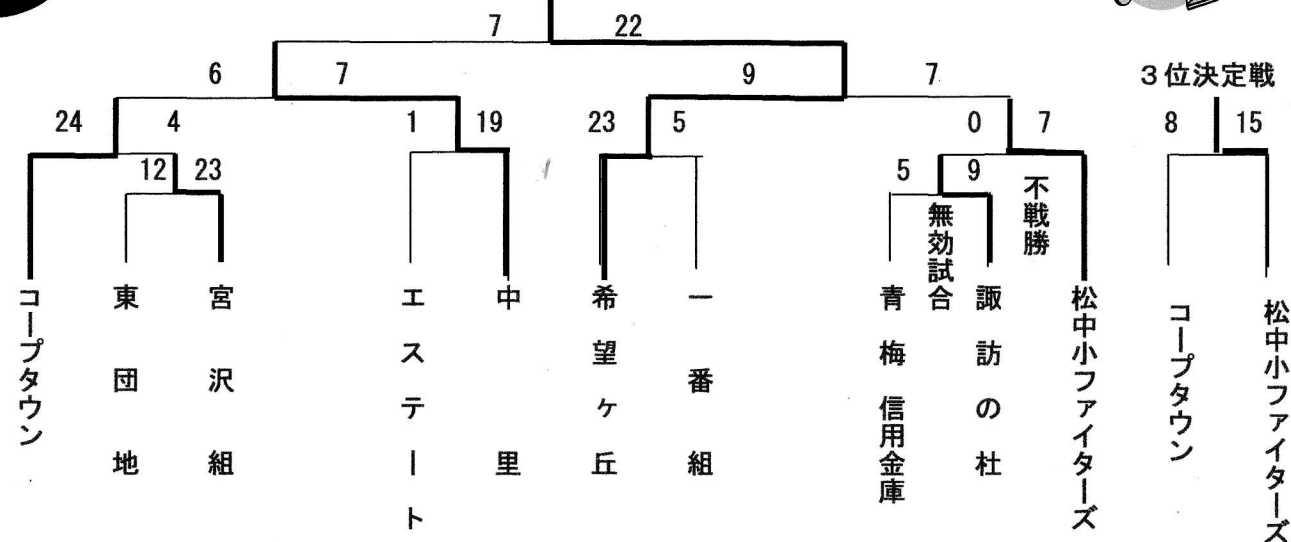 7 22
6 7 9 7 3位決定戦
24 4 1 19 23 5 0 7 8 15
12 23 5 9
不戦勝
無効試合
コープタウン
東団地
宮沢組
エステート
中里
希望ヶ丘
一番組
青梅信用金庫
諏訪の杜
松中小ファイターズ
コープタウン
松中小ファイターズ